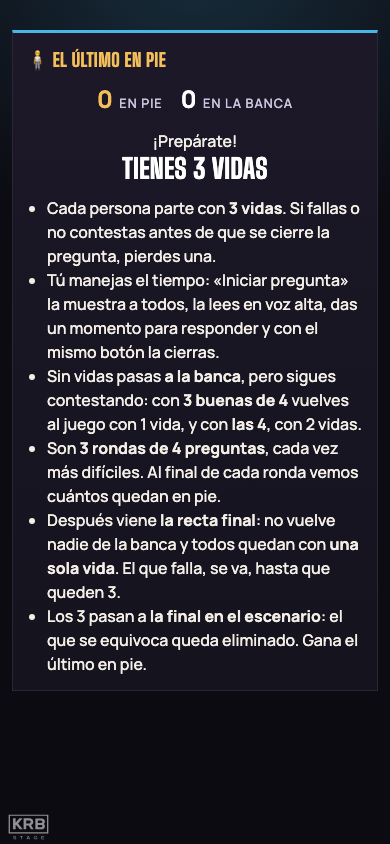 EL ÚLTIMO EN PIE
0 EN PIE 0 EN LA BANCA
¡Prepárate!
TIENES 3 VIDAS
• Cada persona parte con 3 vidas. Si fallas o
no contestas antes de que se cierre la
pregunta, pierdes una.
• Tú manejas el tiempo: «Iniciar pregunta»
la muestra a todos, la lees en voz alta, das
un momento para responder y con el
mismo botón la cierras.
• Sin vidas pasas a la banca, pero sigues
contestando: con 3 buenas de 4 vuelves
al juego con 1 vida, y con las 4, con 2 vidas.
• Son 3 rondas de 4 preguntas, cada vez
más difíciles. Al final de cada ronda vemos
cuántos quedan en pie.
• Después viene la recta final: no vuelve
nadie de la banca y todos quedan con una
sola vida. El que falla, se va, hasta que
queden 3.
• Los 3 pasan a la final en el escenario: el
que se equivoca queda eliminado. Gana el
último en pie.
KRB
STAGE